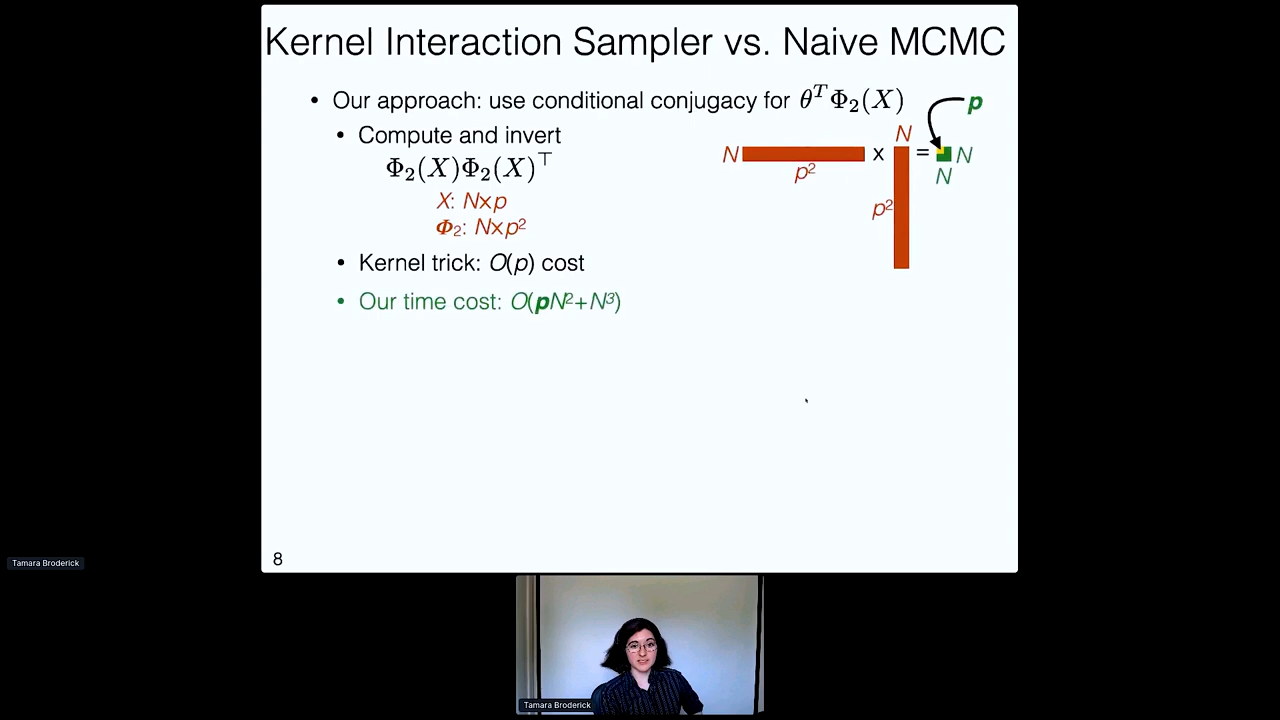 Kernel Interaction Sampler vs. Naive MCMC
• Our approach: use conditional conjugacy for θᵀΦ₂(X)
p
• Compute and invert
Φ₂(X)Φ₂(X)⊤
X: N×p
Φ₂: N×p²
N
p²
x
N
p²
=
N
N
• Kernel trick: O(p) cost
• Our time cost: O(pN²+N³)
8
Tamara Broderick
Tamara Broderick